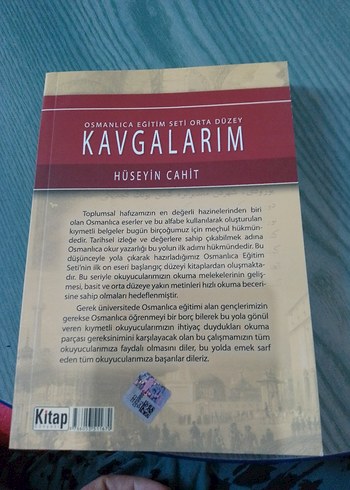 OSMANLICA EĞİTİM SETİ ORTA DÜZEY
KAVGALARIM
HÜSEYİN CAHİT
Toplumsal hafızamızın en değerli hazinelerinden biri
olan Osmanlıca eserler ve bu alfabe kullanılarak oluşturulan
kıymetli belgeler bugün birçoğumuz için meçhul hükmün-
dedir. Tarihsel izleğe ve değerlere sahip çıkabilmek adına
Osmanlıca okur yazarlığı bu yolun ilk adımı hükmündedir. Bu
düşünceyle yola çıkarak hazırladığımız Osmanlıca Eğitim
Seti'nin ilk on eseri başlangıç düzeyi kitaplardan oluşmakta-
dır. Bu seriyle okuyucularımızın okuma melekelerinin geliş-
mesi, basit ve orta düzeye yakın metinleri hızlı okuma beceri-
sine sahip olmaları hedeflenmiştir.
Gerek üniversitede Osmanlıca eğitimi alan gençlerimizin
gerekse Osmanlıca öğrenmeyi bir borç bilerek bu yola gönül
veren kıymetli okuyucularımızın ihtiyaç duydukları okuma
parçası gereksinimini karşılayacak olan bu çalışmamızın tüm
okuyucularımıza faydalı olmasını diler, bu yolda emek sarf
eden tüm okuyucularımıza başarılar dileriz.
Kitap